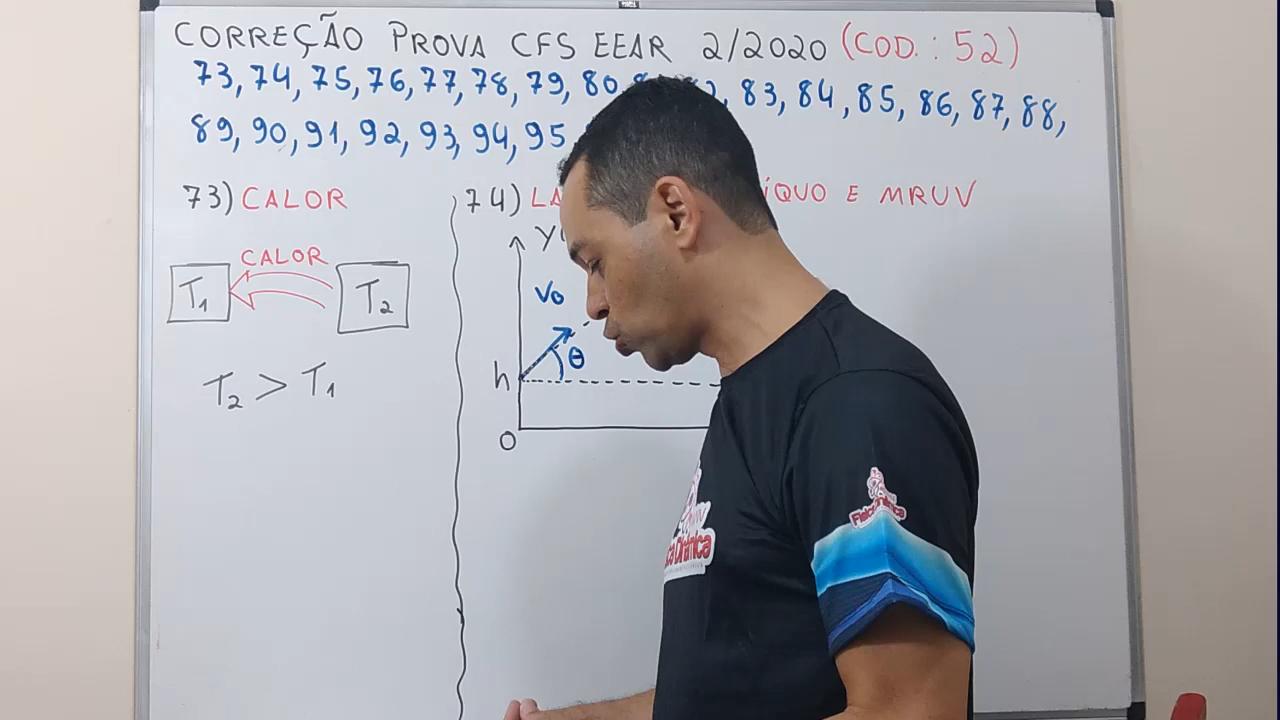 CORREÇÃO PROVA CFS EEAR 2/2020 (COD.: 52)
73, 74, 75, 76, 77, 78, 79, 80, 83, 84, 85, 86, 87, 88,
89, 90, 91, 92, 93, 94, 95
73) CALOR
CALOR
T1 T2
T2 > T1
74) E MRUV
Y
Vo
θ
h
0